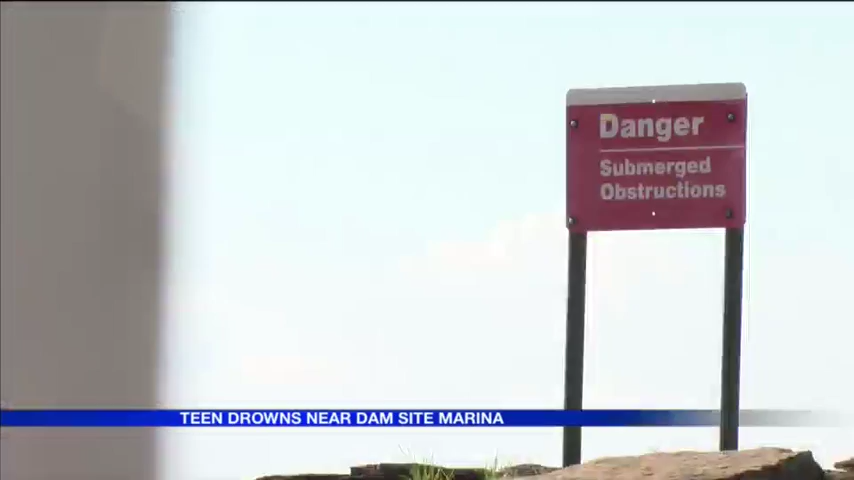 Danger
Submerged
Obstructions
TEEN DROWNS NEAR DAM SITE MARINA